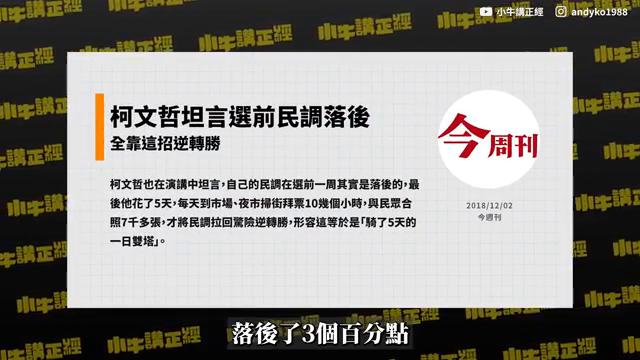 小牛講正經 andyko1988
柯文哲坦言選前民調落後
全靠這招逆轉勝
今周刊
柯文哲也在演講中坦言,自己的民調在選前一周其實是落後的,最
後他花了5天,每天到市場、夜市掃街拜票10幾個小時,與民眾合
照7千多張,才將民調拉回驚險逆轉勝,形容這等於是「騎了5天的
一日雙塔」。
2018/12/02
今週刊
落後了3個百分點